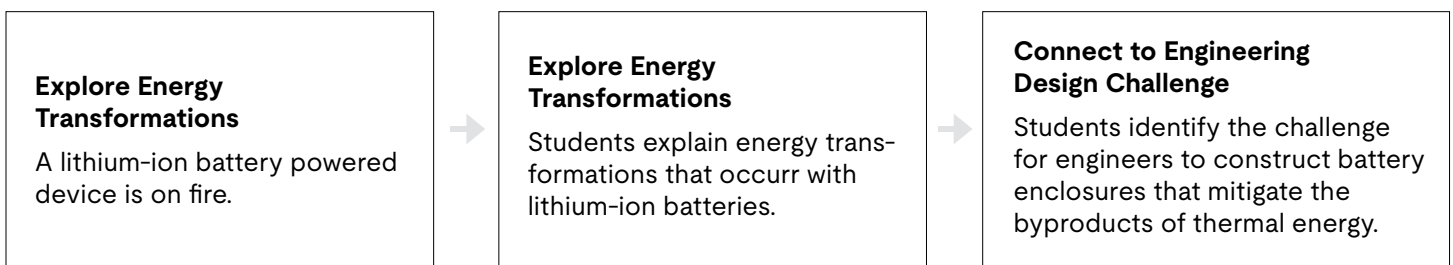 Explore Energy
Transformations
A lithium-ion battery powered
device is on fire.
Explore Energy
Transformations
Students explain energy trans-
formations that occurr with
lithium-ion batteries.
Connect to Engineering
Design Challenge
Students identify the challenge
for engineers to construct battery
enclosures that mitigate the
byproducts of thermal energy.